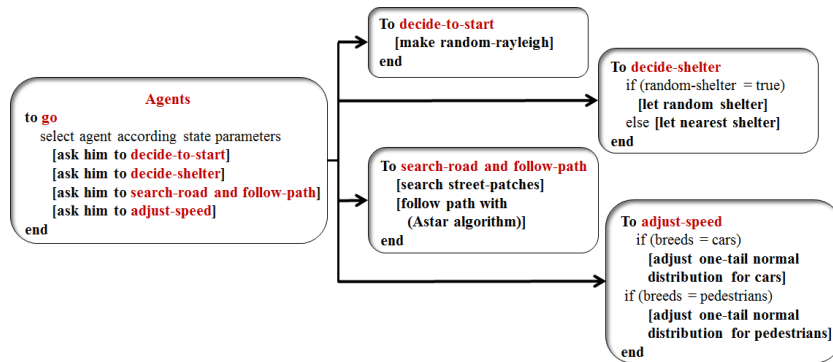 Agents
to go
select agent according state parameters
[ask him to decide-to-start]
[ask him to decide-shelter]
[ask him to search-road and follow-path]
[ask him to adjust-speed]
end
To decide-to-start
[make random-rayleigh]
end
To decide-shelter
if (random-shelter = true)
[let random shelter]
else [let nearest shelter]
end
To search-road and follow-path
[search street-patches]
[follow path with
(Astar algorithm)]
end
To adjust-speed
if (breeds = cars)
[adjust one-tail normal
distribution for cars]
if (breeds = pedestrians)
[adjust one-tail normal
distribution for pedestrians]
end